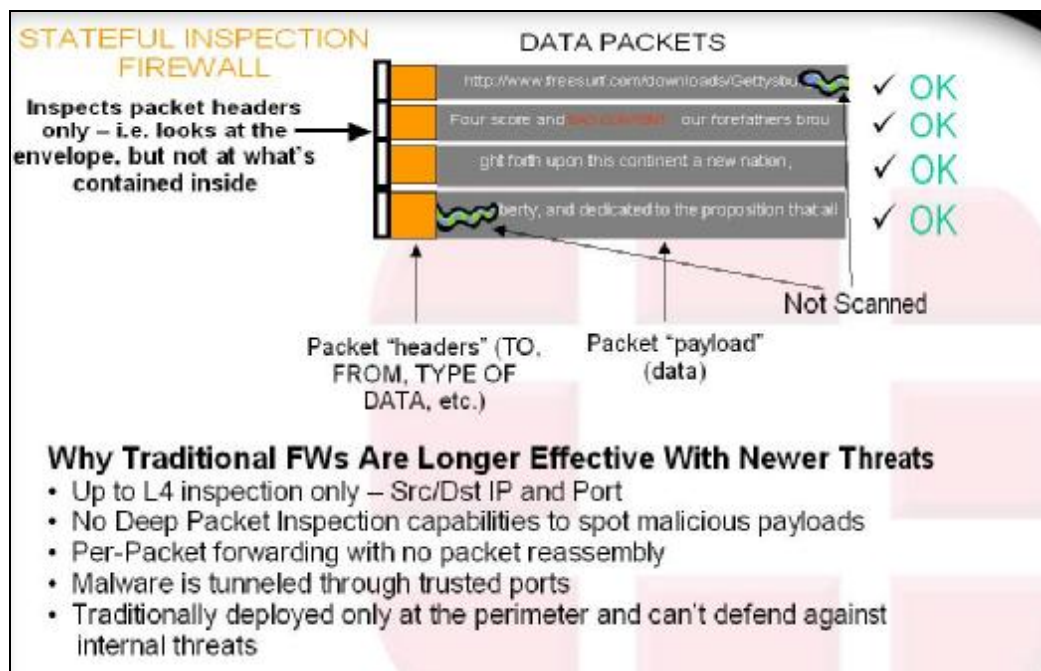 STATEFUL INSPECTION
FIREWALL
Inspects packet headers
only – i.e. looks at the
envelope, but not at what's
contained inside
DATA PACKETS
http://www.freesurf.com/downloads/Gettysbu
✓ OK
Four score and BAD CONTENT our forefathers brou
✓ OK
ght forth upon this continent a new nation,
✓ OK
berty, and dedicated to the proposition that all
✓ OK
Not Scanned
Packet “headers” (TO,
FROM, TYPE OF
DATA, etc.)
Packet “payload”
(data)
Why Traditional FWs Are Longer Effective With Newer Threats
• Up to L4 inspection only – Src/Dst IP and Port
• No Deep Packet Inspection capabilities to spot malicious payloads
• Per-Packet forwarding with no packet reassembly
• Malware is tunneled through trusted ports
• Traditionally deployed only at the perimeter and can't defend against
internal threats